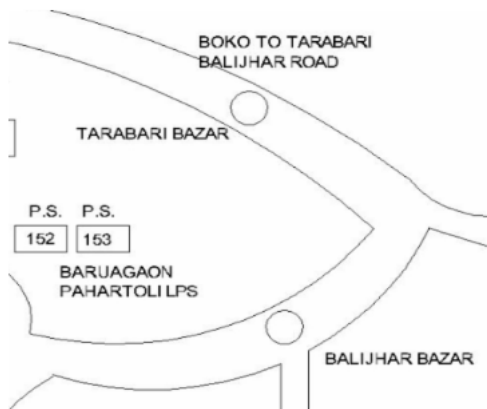 BOKO TO TARABARI
BALIJHAR ROAD
TARABARI BAZAR
P.S. P.S.
152 153
BARUAGAON
PAHARTOLI LPS
BALIJHAR BAZAR